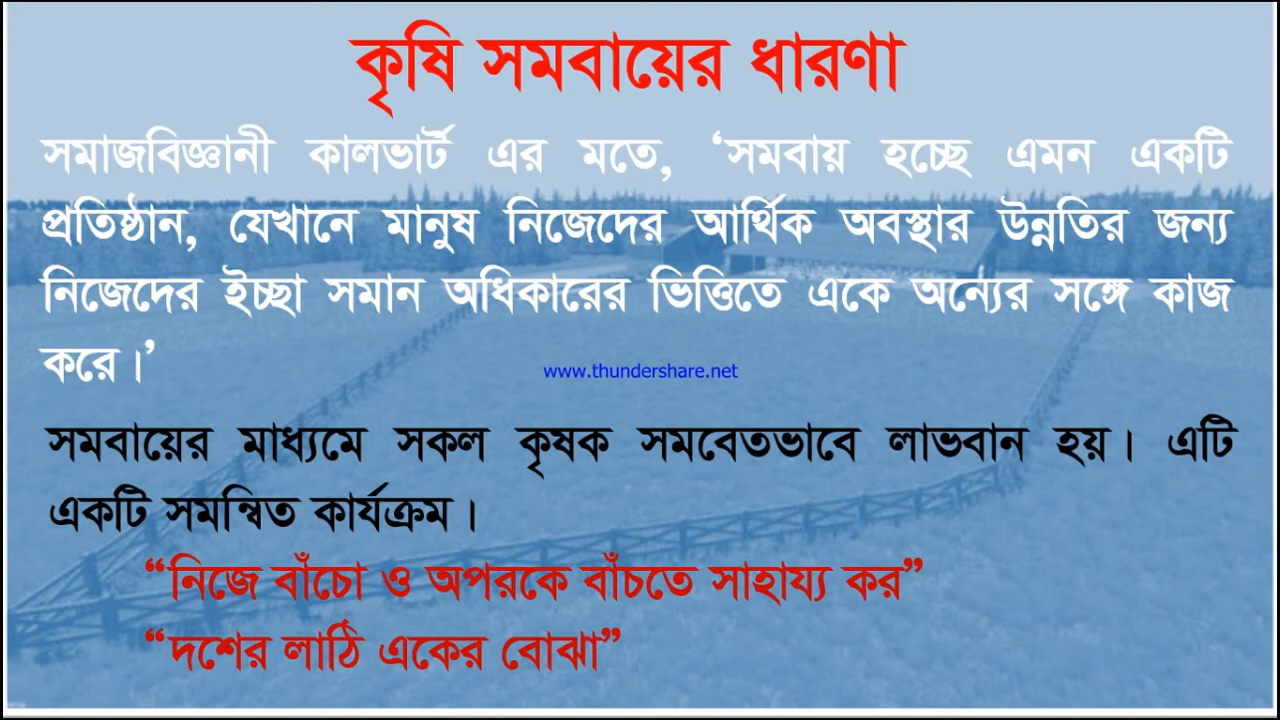 কৃষি সমবায়ের ধারণা
সমাজবিজ্ঞানী কালভার্ট এর মতে, ‘সমবায় হচ্ছে এমন একটি
প্রতিষ্ঠান, যেখানে মানুষ নিজেদের আর্থিক অবস্থার উন্নতির জন্য
নিজেদের ইচ্ছা সমান অধিকারের ভিত্তিতে একে অন্যের সঙ্গে কাজ
করে।’
www.thundershare.net
সমবায়ের মাধ্যমে সকল কৃষক সমবেতভাবে লাভবান হয়। এটি
একটি সমন্বিত কার্যক্রম।
“নিজে বাঁচো ও অপরকে বাঁচতে সাহায্য কর”
“দশের লাঠি একের বোঝা”